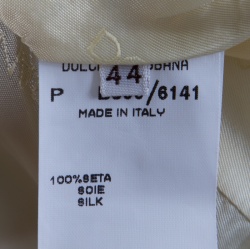 44
P /6141
MADE IN ITALY
100%SETA
SOIE
SILK